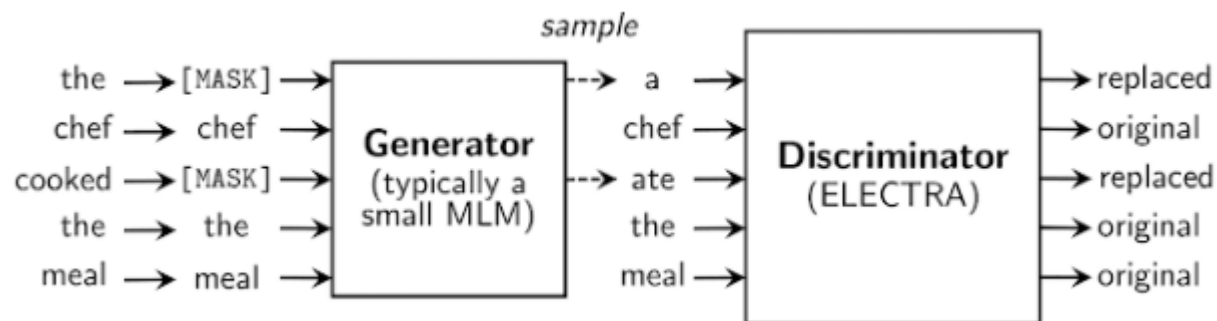 sample
the [MASK] a replaced
chef chef chef original
cooked [MASK] ate replaced
the the the original
meal meal meal original
Generator
(typically a
small MLM)
Discriminator
(ELECTRA)